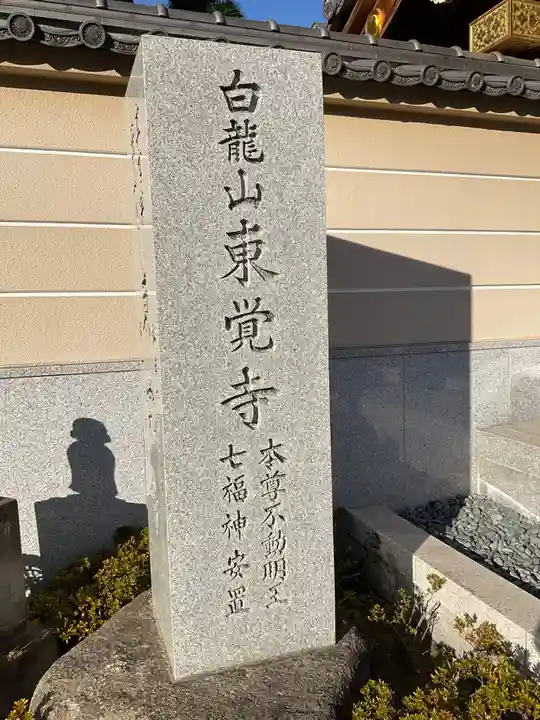 白龍山東覚寺
本尊不動明王
七福神安置